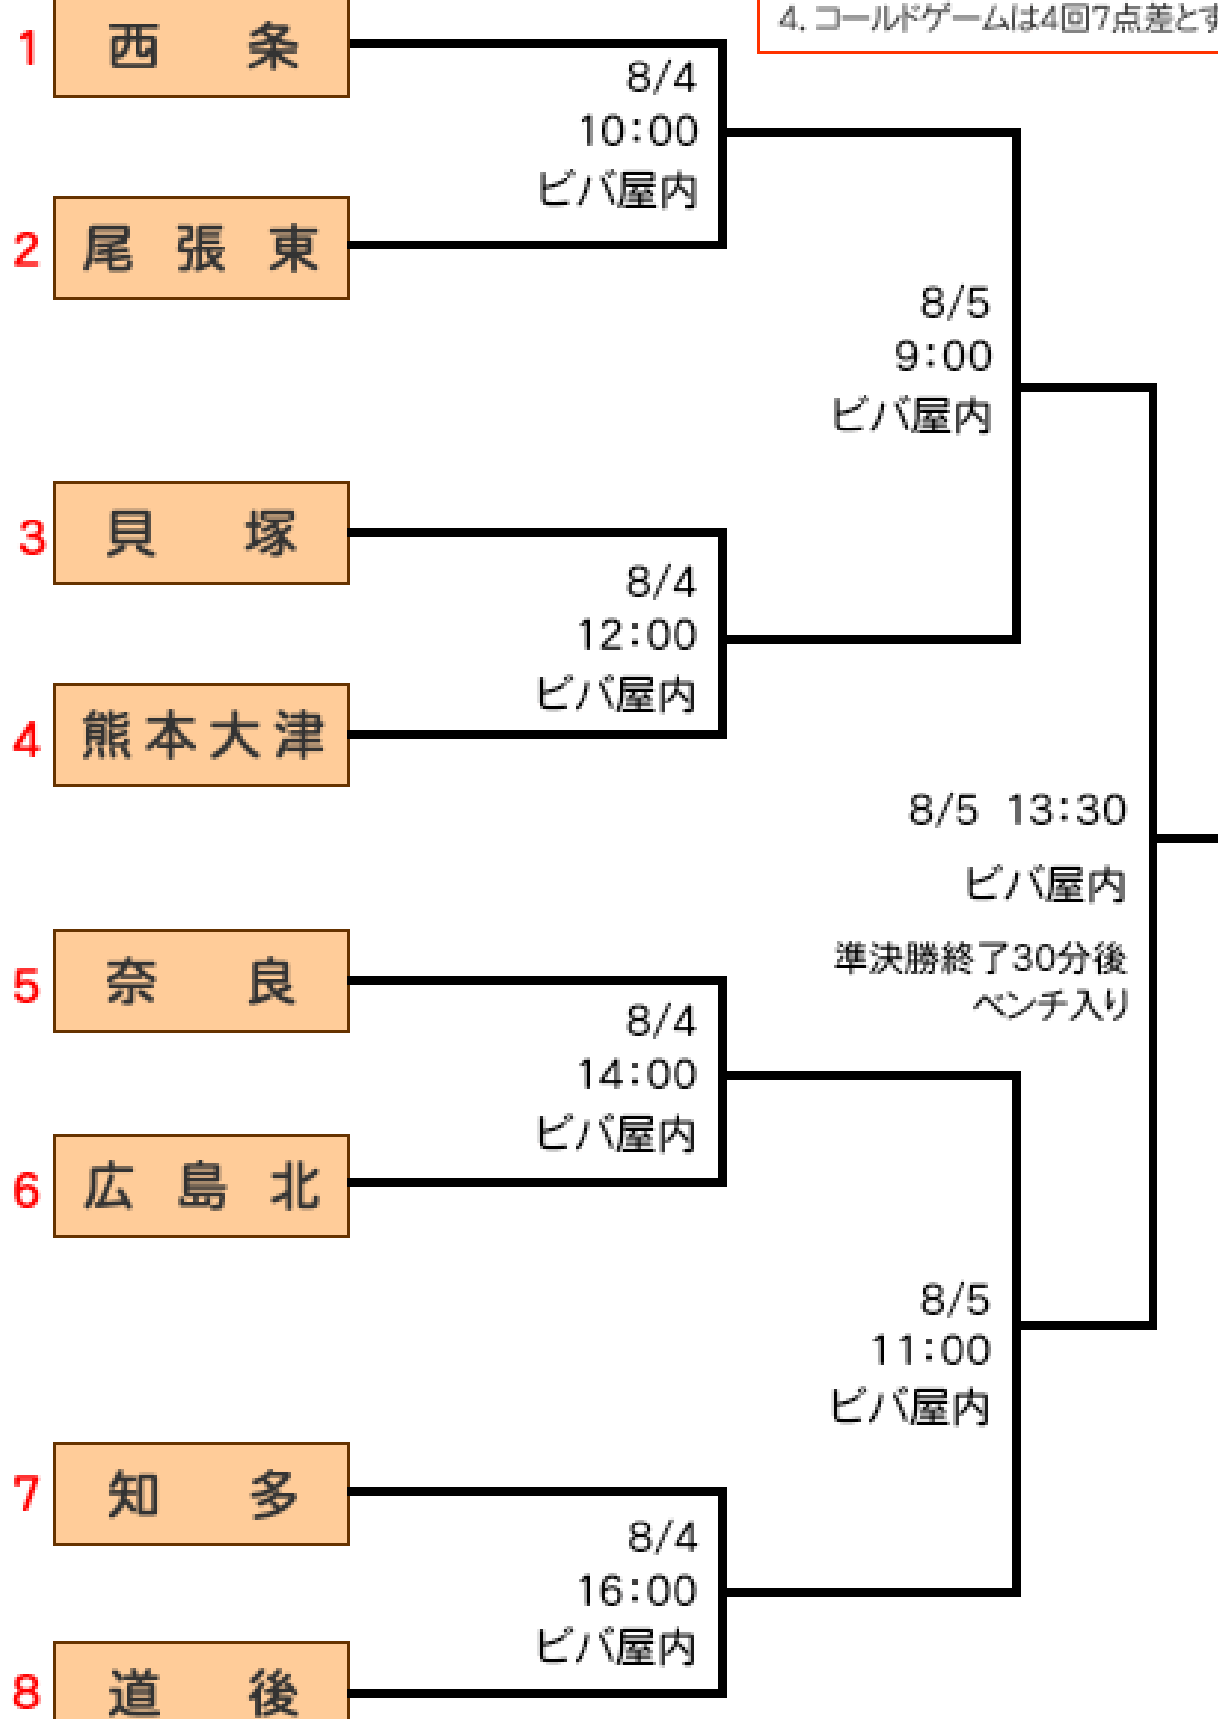 4. コールドゲームは4回7点差とす
1 西条
8/4
10:00
ビバ屋内
2 尾張東
8/5
9:00
ビバ屋内
3 貝塚
8/4
12:00
ビバ屋内
4 熊本大津
8/5 13:30
ビバ屋内
準決勝終了30分後
ベンチ入り
5 奈良
8/4
14:00
ビバ屋内
6 広島北
8/5
11:00
ビバ屋内
7 知多
8/4
16:00
ビバ屋内
8 道後